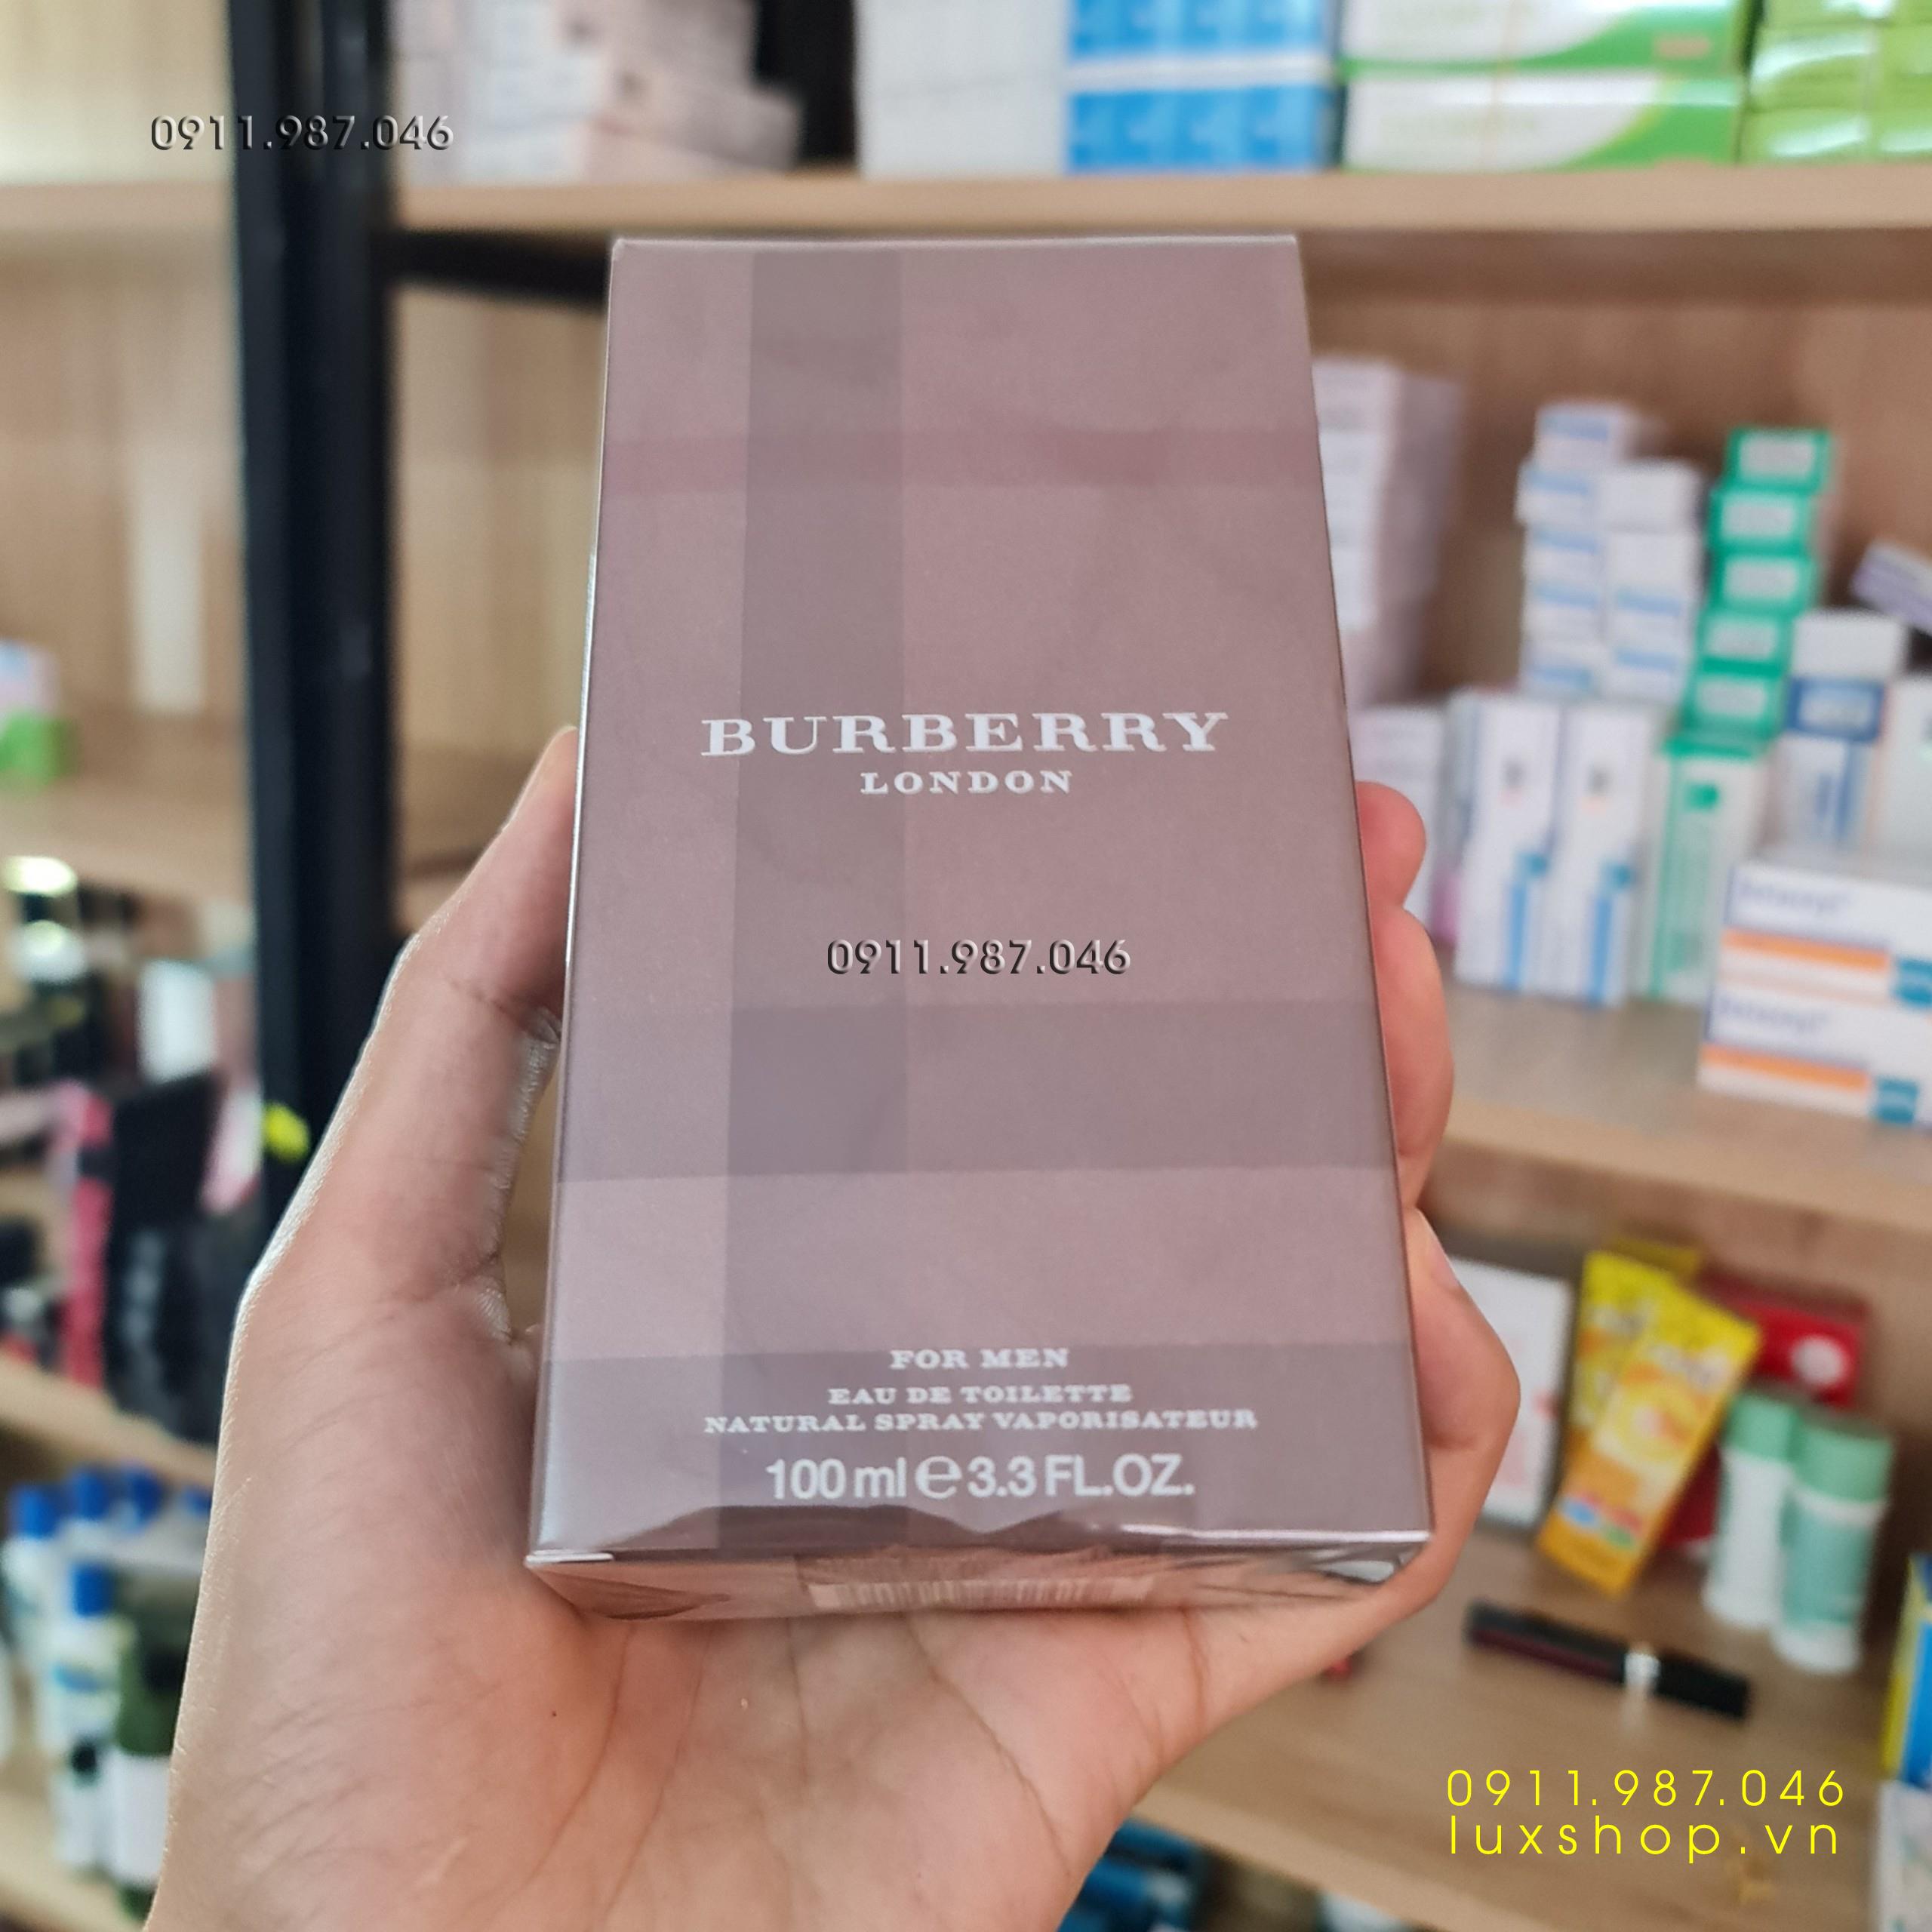 0911.987.046
BURBERRY
LONDON
0911.987.046
FOR MEN
EAU DE TOILETTE
NATURAL SPRAY VAPORISATEUR
100 ml e 3.3 FL.OZ.
0911.987.046
luxshop.vn